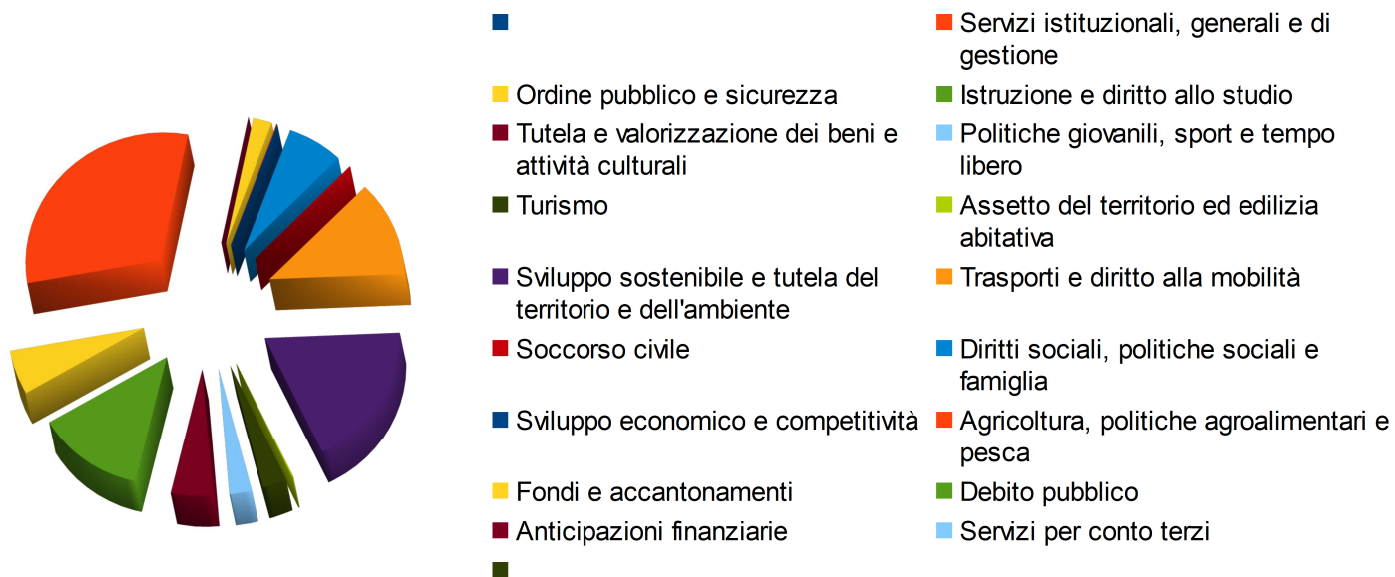 Servizi istituzionali, generali e di
gestione
Ordine pubblico e sicurezza
Istruzione e diritto allo studio
Tutela e valorizzazione dei beni e
attività culturali
Politiche giovanili, sport e tempo
libero
Turismo
Assetto del territorio ed edilizia
abitativa
Sviluppo sostenibile e tutela del
territorio e dell'ambiente
Trasporti e diritto alla mobilità
Soccorso civile
Diritti sociali, politiche sociali e
famiglia
Sviluppo economico e competitività
Agricoltura, politiche agroalimentari e
pesca
Fondi e accantonamenti
Debito pubblico
Anticipazioni finanziarie
Servizi per conto terzi